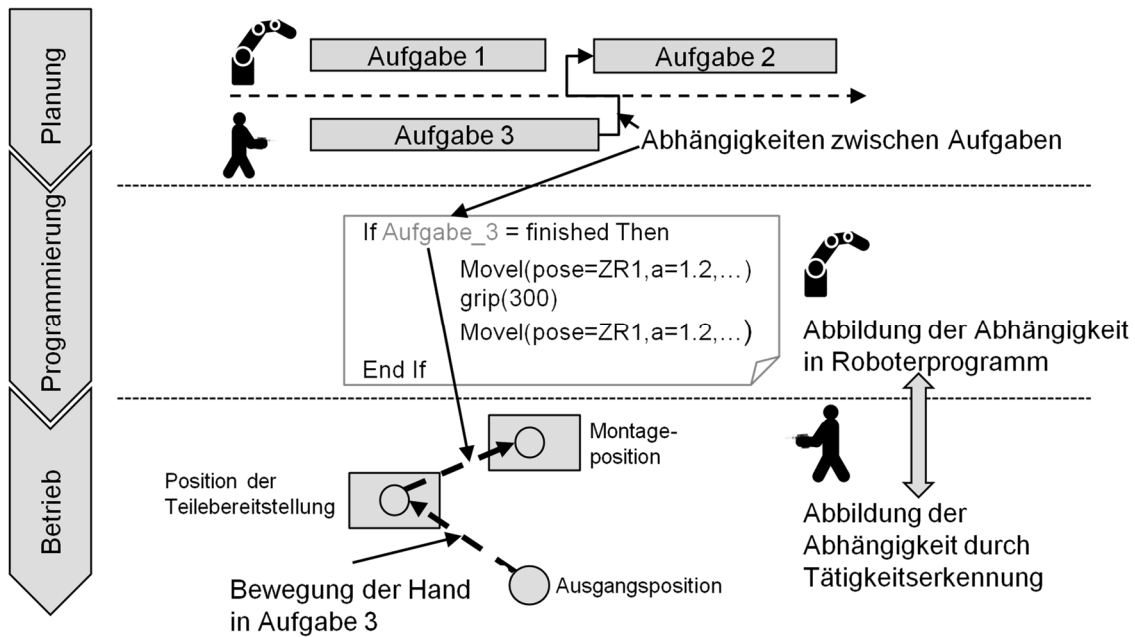 Planung
Aufgabe 1
Aufgabe 2
Aufgabe 3
Abhängigkeiten zwischen Aufgaben
Programmierung
If Aufgabe_3 = finished Then
Movel(pose=ZR1,a=1.2,...)
grip(300)
Movel(pose=ZR1,a=1.2,...)
End If
Abbildung der Abhängigkeit
in Roboterprogramm
Betrieb
Montage-
position
Position der
Teilebereitstellung
Abbildung der
Abhängigkeit durch
Tätigkeitserkennung
Bewegung der Hand
in Aufgabe 3
Ausgangsposition